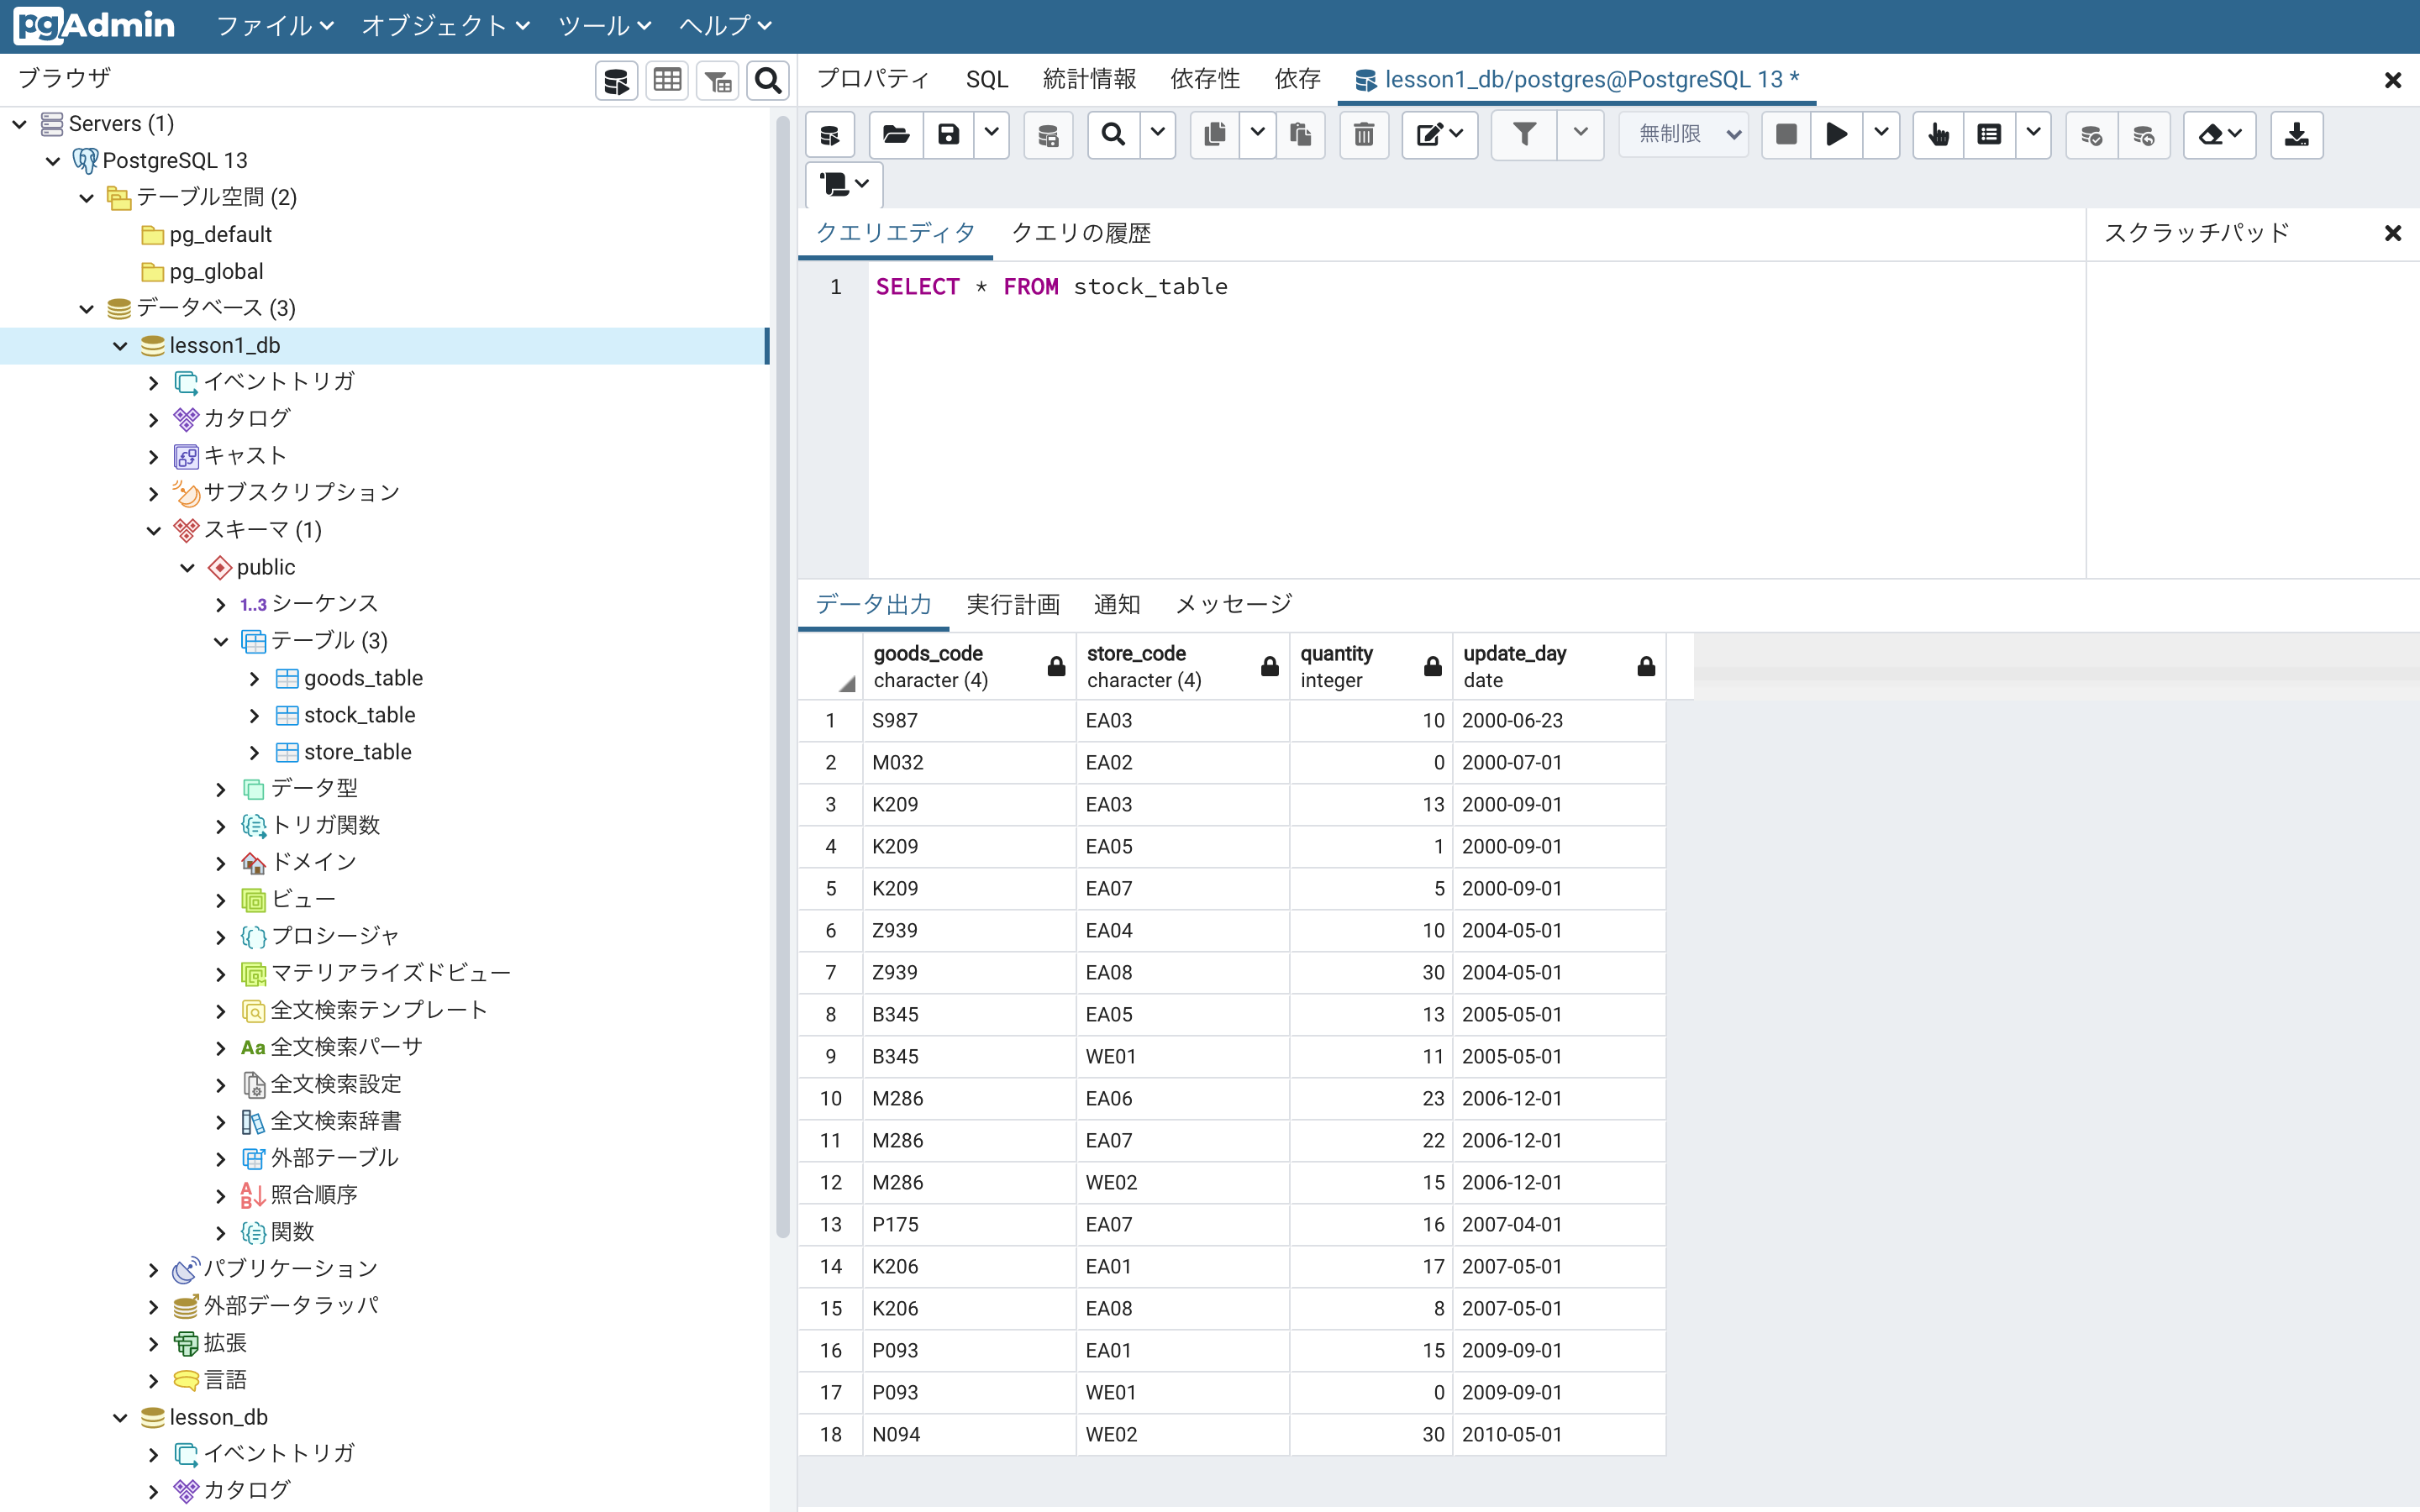 pgAdmin ファイル オブジェクト ツール ヘルプ
ブラウザ
Servers (1)
PostgreSQL 13
テーブル空間 (2)
pg_default
pg_global
データベース (3)
lesson1_db
イベントトリガ
カタログ
キャスト
サブスクリプション
スキーマ (1)
public
1..3 シーケンス
テーブル (3)
goods_table
stock_table
store_table
データ型
トリガ関数
ドメイン
ビュー
プロシージャ
マテリアライズドビュー
全文検索テンプレート
Aa 全文検索パーサ
全文検索設定
全文検索辞書
外部テーブル
照合順序
関数
パブリケーション
外部データラッパ
拡張
言語
lesson_db
イベントトリガ
カタログ
プロパティ SQL 統計情報 依存性 依存 lesson1_db/postgres@PostgreSQL 13 *
無制限
クエリエディタ クエリの履歴 スクラッチパッド
1 SELECT * FROM stock_table
データ出力 実行計画 通知 メッセージ
goods_code store_code quantity update_day
character (4) character (4) integer date
1 S987 EA03 10 2000-06-23
2 M032 EA02 0 2000-07-01
3 K209 EA03 13 2000-09-01
4 K209 EA05 1 2000-09-01
5 K209 EA07 5 2000-09-01
6 Z939 EA04 10 2004-05-01
7 Z939 EA08 30 2004-05-01
8 B345 EA05 13 2005-05-01
9 B345 WE01 11 2005-05-01
10 M286 EA06 23 2006-12-01
11 M286 EA07 22 2006-12-01
12 M286 WE02 15 2006-12-01
13 P175 EA07 16 2007-04-01
14 K206 EA01 17 2007-05-01
15 K206 EA08 8 2007-05-01
16 P093 EA01 15 2009-09-01
17 P093 WE01 0 2009-09-01
18 N094 WE02 30 2010-05-01